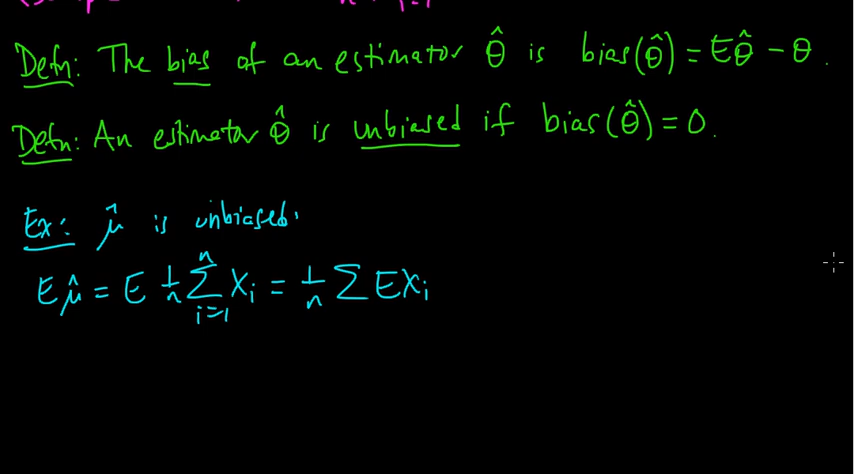 Defn: The bias of an estimator θ̂ is bias(θ̂) = Eθ̂ − θ.
Defn: An estimator θ̂ is unbiased if bias(θ̂) = 0.
Ex: μ̂ is unbiased.
Eμ̂ = E 1/n ∑_{i=1}^{n} X_i = 1/n ∑ EX_i